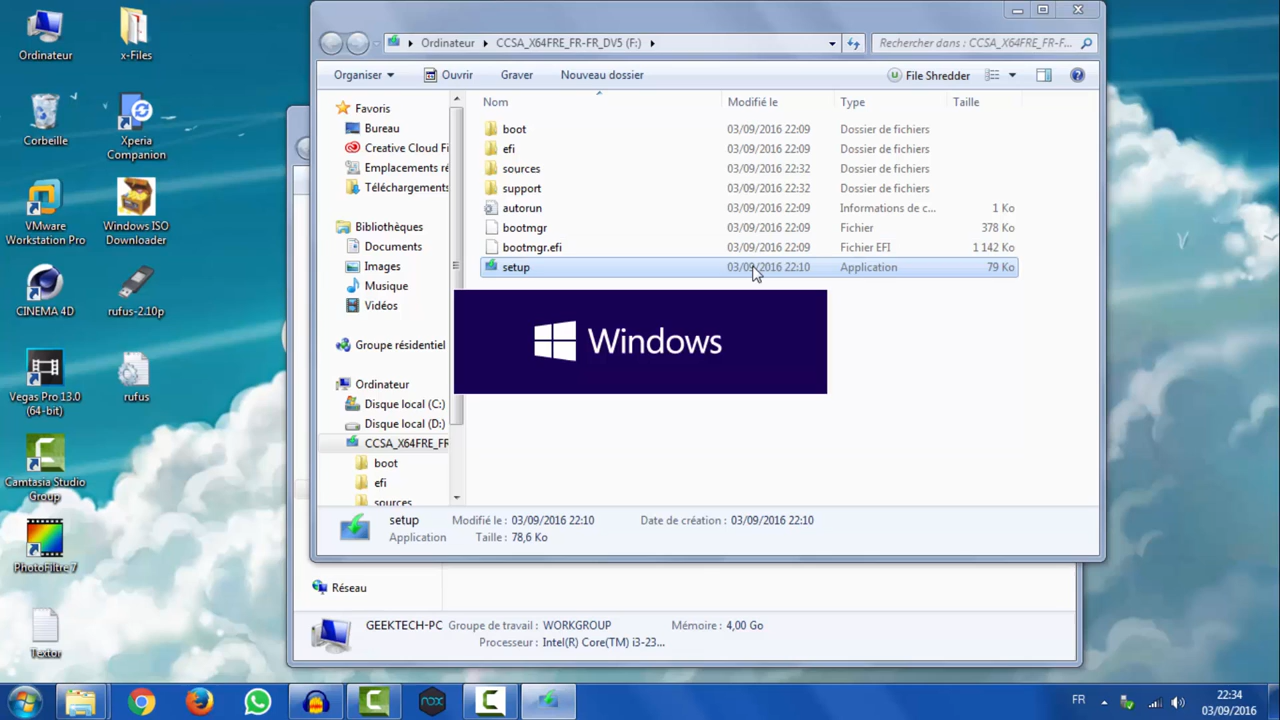 Ordinateur
x-Files
Corbeille
Xperia
Companion
VMware
Workstation Pro
Windows ISO
Downloader
CINEMA 4D
rufus-2.10p
Vegas Pro 13.0
(64-bit)
rufus
Camtasia Studio
Group
PhotoFiltre 7
Textor
Ordinateur
CCSA_X64FRE_FR-FR_DV5 (F:)
Rechercher dans : CCSA_X64FRE_FR-F...
Organiser
Ouvrir
Graver
Nouveau dossier
File Shredder
Favoris
Bureau
Creative Cloud Fi
Emplacements ré
Téléchargements
Bibliothèques
Documents
Images
Musique
Vidéos
Groupe résidentiel
Ordinateur
Disque local (C:)
Disque local (D:)
CCSA_X64FRE_FR
boot
efi
sources
Nom Modifié le Type Taille
boot 03/09/2016 22:09 Dossier de fichiers
efi 03/09/2016 22:09 Dossier de fichiers
sources 03/09/2016 22:32 Dossier de fichiers
support 03/09/2016 22:32 Dossier de fichiers
autorun 03/09/2016 22:09 Informations de c... 1 Ko
bootmgr 03/09/2016 22:09 Fichier 378 Ko
bootmgr.efi 03/09/2016 22:09 Fichier EFI 1 142 Ko
setup 03/09/2016 22:10 Application 79 Ko
Windows
setup Modifié le : 03/09/2016 22:10 Date de création : 03/09/2016 22:10
Application Taille : 78,6 Ko
Réseau
GEEKTECH-PC Groupe de travail : WORKGROUP Mémoire : 4,00 Go
Processeur : Intel(R) Core(TM) i3-23...
nox
FR
22:34
03/09/2016